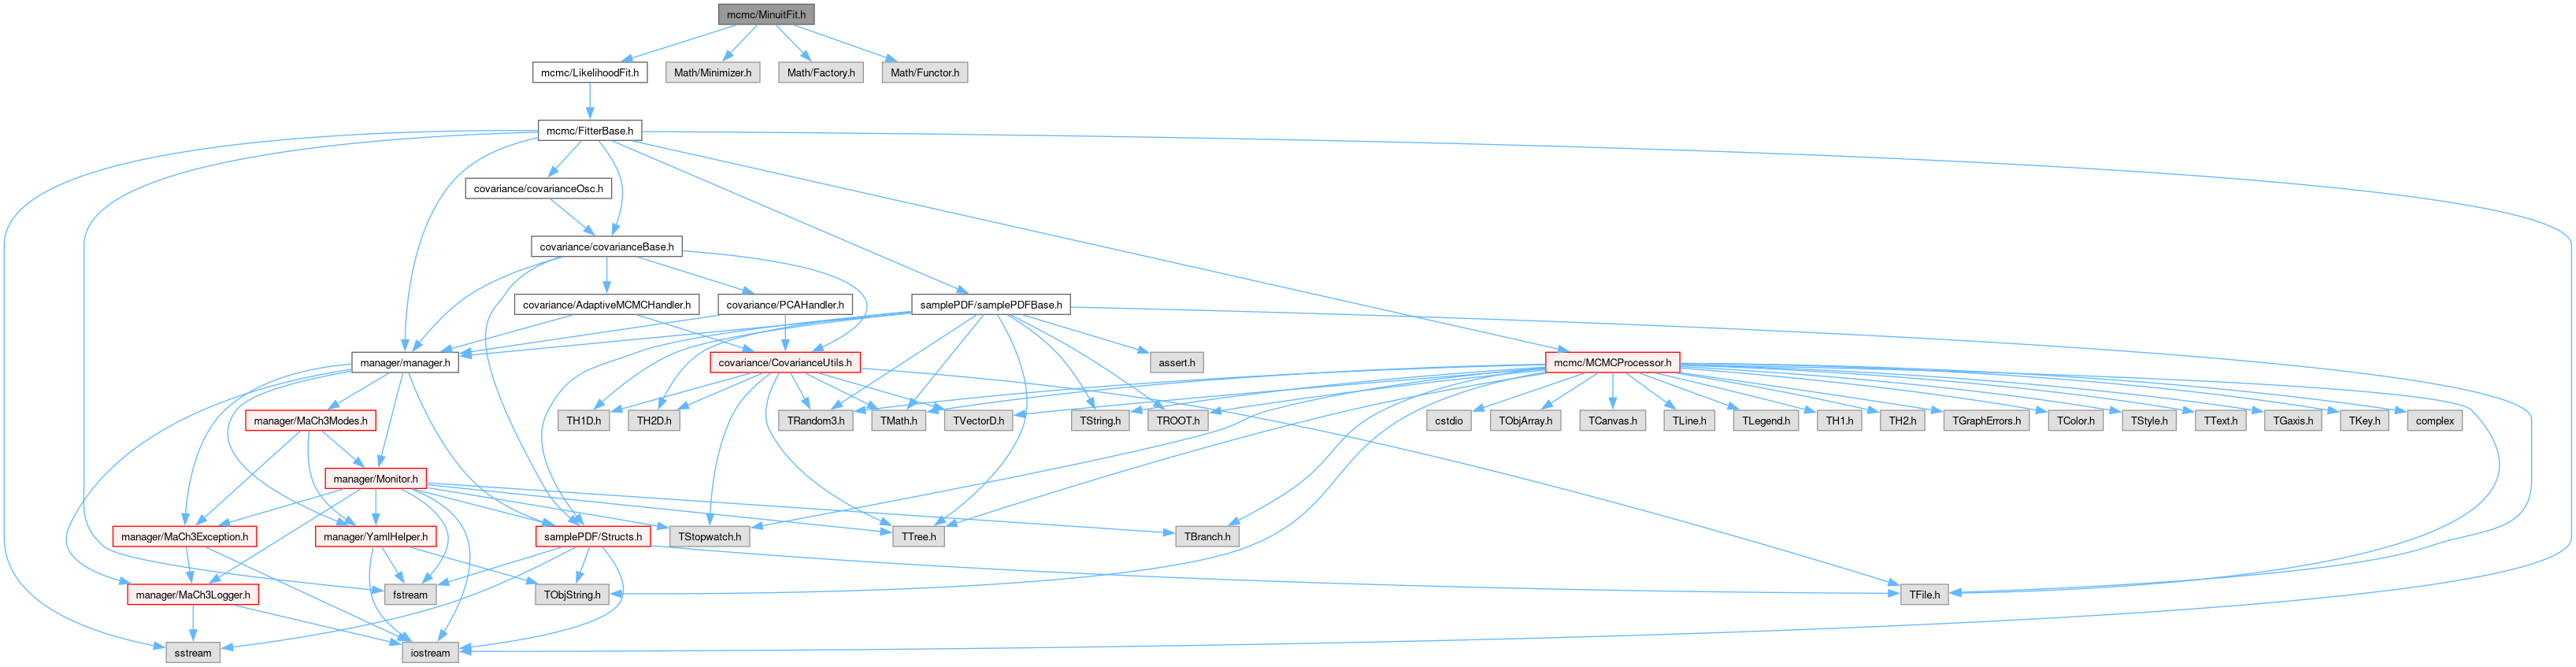 mcmc/MinuitFit.h
mcmc/LikelihoodFit.h
Math/Minimizer.h
Math/Factory.h
Math/Functor.h
mcmc/FitterBase.h
covariance/covarianceOsc.h
covariance/covarianceBase.h
covariance/AdaptiveMCMCHandler.h
covariance/PCAHandler.h
samplePDF/samplePDFBase.h
manager/manager.h
covariance/CovarianceUtils.h
assert.h
mcmc/MCMCProcessor.h
manager/MaCh3Modes.h
TH1D.h
TH2D.h
TRandom3.h
TMath.h
TVectorD.h
TString.h
TROOT.h
cstdio
TObjArray.h
TCanvas.h
TLine.h
TLegend.h
TH1.h
TH2.h
TGraphErrors.h
TColor.h
TStyle.h
TText.h
TGaxis.h
TKey.h
complex
manager/Monitor.h
manager/MaCh3Exception.h
manager/YamlHelper.h
samplePDF/Structs.h
TStopwatch.h
TTree.h
TBranch.h
manager/MaCh3Logger.h
fstream
TObjString.h
TFile.h
sstream
iostream